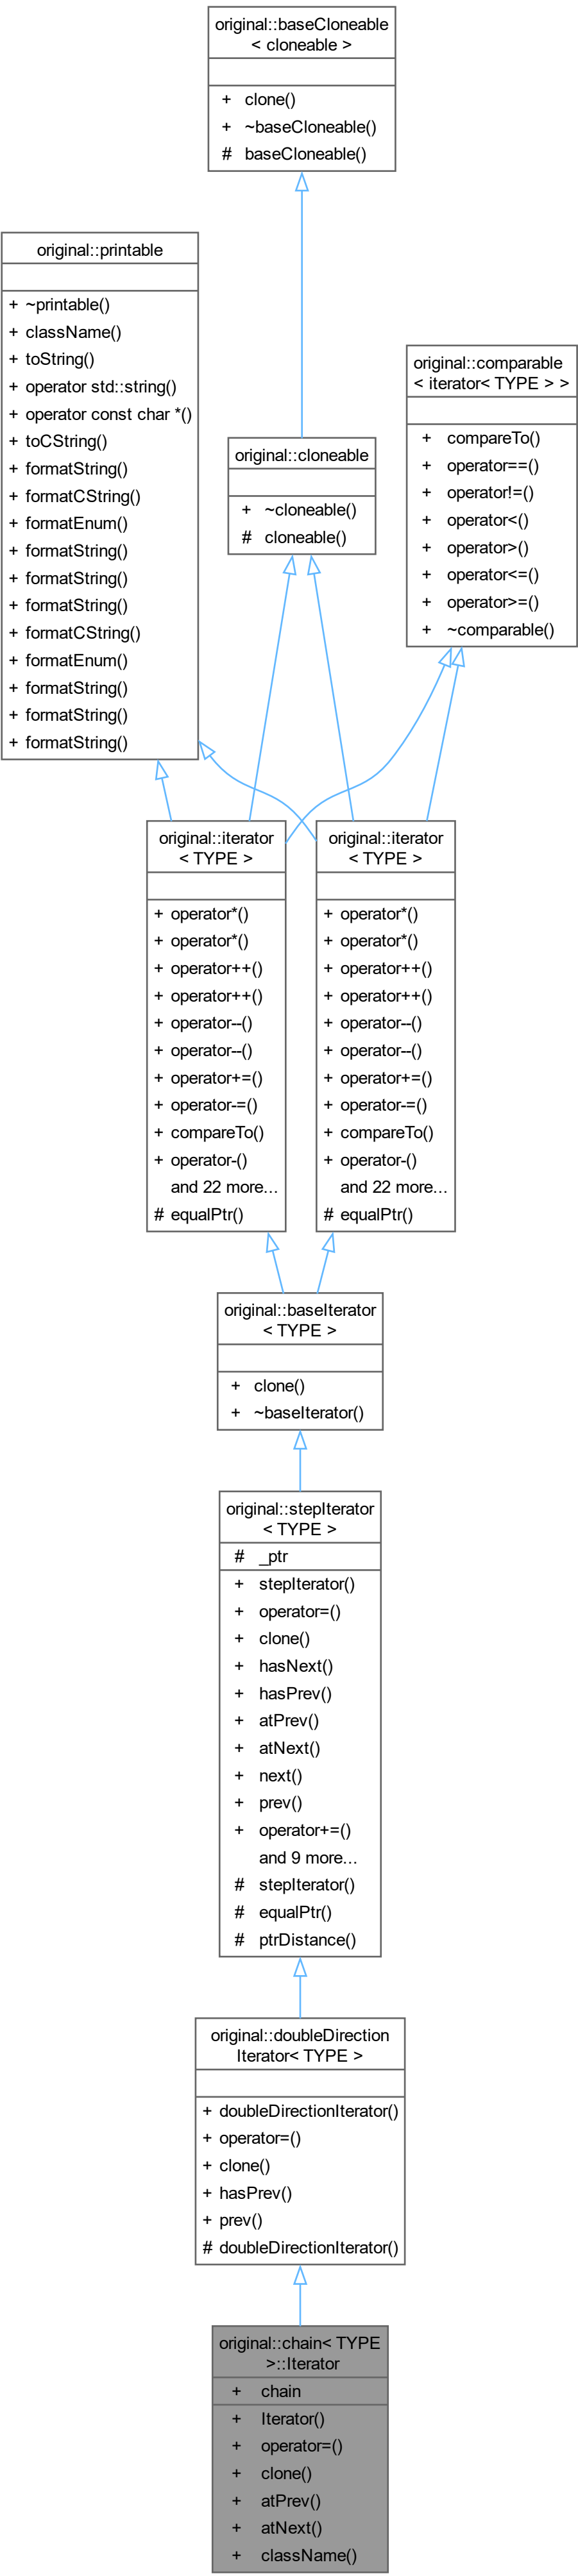 original::baseCloneable
< cloneable >
+ clone()
+ ~baseCloneable()
# baseCloneable()
original::printable
+ ~printable()
+ className()
+ toString()
+ operator std::string()
+ operator const char *()
+ toCString()
+ formatString()
+ formatCString()
+ formatEnum()
+ formatString()
+ formatString()
+ formatString()
+ formatCString()
+ formatEnum()
+ formatString()
+ formatString()
+ formatString()
original::comparable
< iterator< TYPE > >
+ compareTo()
+ operator==()
+ operator!=()
+ operator<()
+ operator>()
+ operator<=()
+ operator>=()
+ ~comparable()
original::cloneable
+ ~cloneable()
# cloneable()
original::iterator
< TYPE >
+ operator*()
+ operator*()
+ operator++()
+ operator++()
+ operator--()
+ operator--()
+ operator+=()
+ operator-=()
+ compareTo()
+ operator-()
and 22 more...
# equalPtr()
original::iterator
< TYPE >
+ operator*()
+ operator*()
+ operator++()
+ operator++()
+ operator--()
+ operator--()
+ operator+=()
+ operator-=()
+ compareTo()
+ operator-()
and 22 more...
# equalPtr()
original::baseIterator
< TYPE >
+ clone()
+ ~baseIterator()
original::stepIterator
< TYPE >
# _ptr
+ stepIterator()
+ operator=()
+ clone()
+ hasNext()
+ hasPrev()
+ atPrev()
+ atNext()
+ next()
+ prev()
+ operator+=()
and 9 more...
# stepIterator()
# equalPtr()
# ptrDistance()
original::doubleDirection
Iterator< TYPE >
+ doubleDirectionIterator()
+ operator=()
+ clone()
+ hasPrev()
+ prev()
# doubleDirectionIterator()
original::chain< TYPE
>::Iterator
+ chain
+ Iterator()
+ operator=()
+ clone()
+ atPrev()
+ atNext()
+ className()